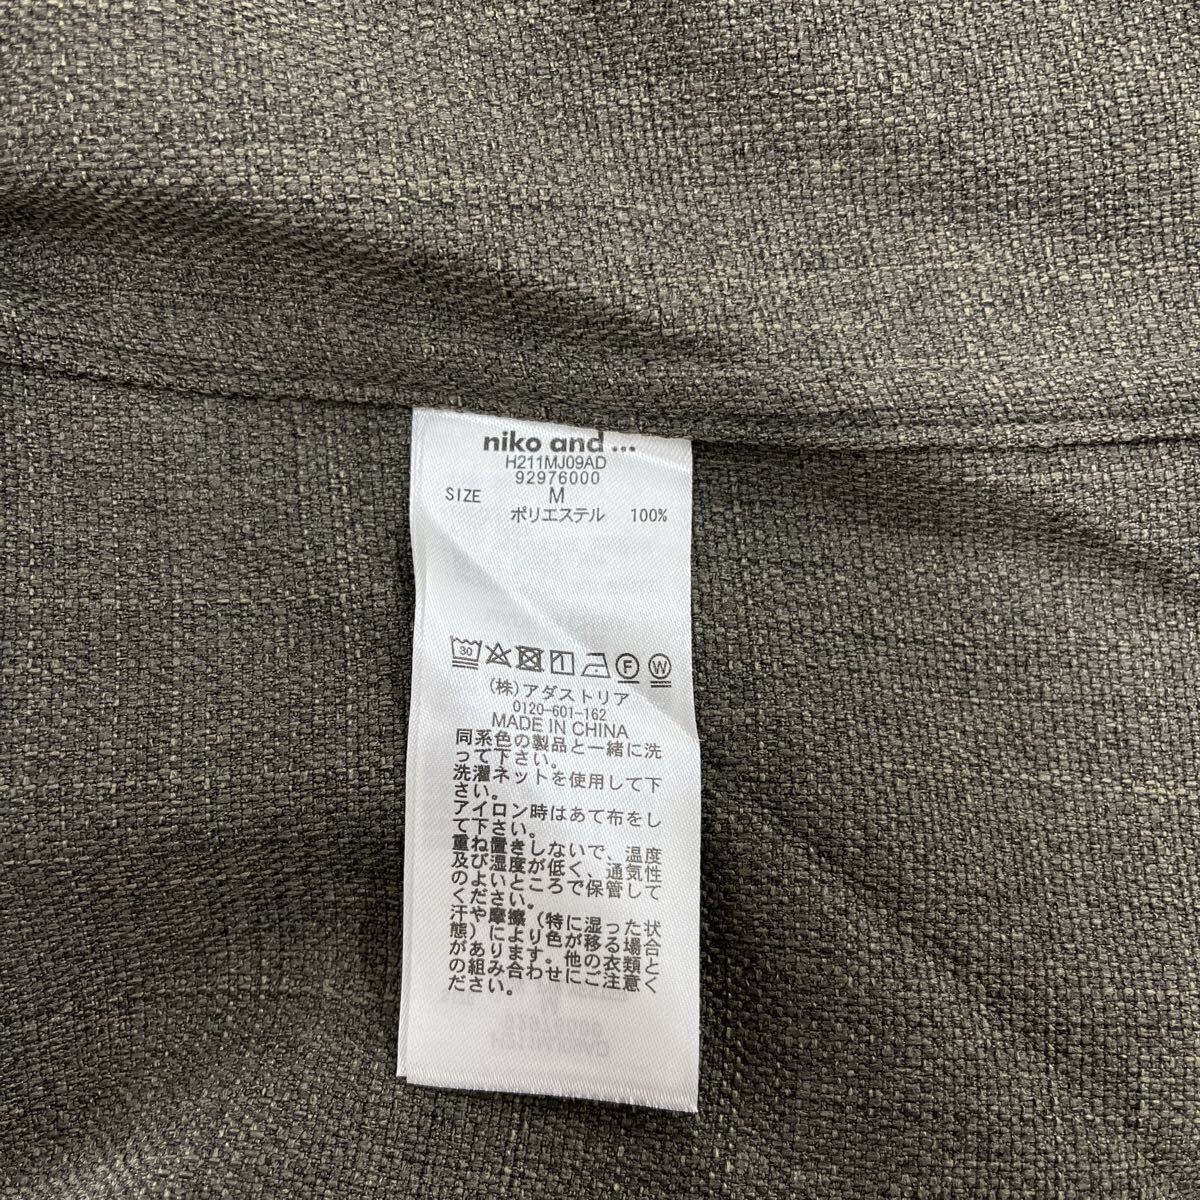 niko and ...
H211MJ09AD
92976000
SIZE M
ポリエステル 100%
30
F W
(株)アダストリア
0120-601-162
MADE IN CHINA
同系色の製品と一緒に洗
って下さい。
洗濯ネットを使用して下
さい。
アイロン時はあて布をし
て下さい。
重ね置きしないで、温度
及び湿度が低く、通気性
のよいところで保管して
ください。
汗や摩擦(特に湿った状
態)により色が移る場合
があります。他の衣類と
の組み合わせにご注意く
ださい。